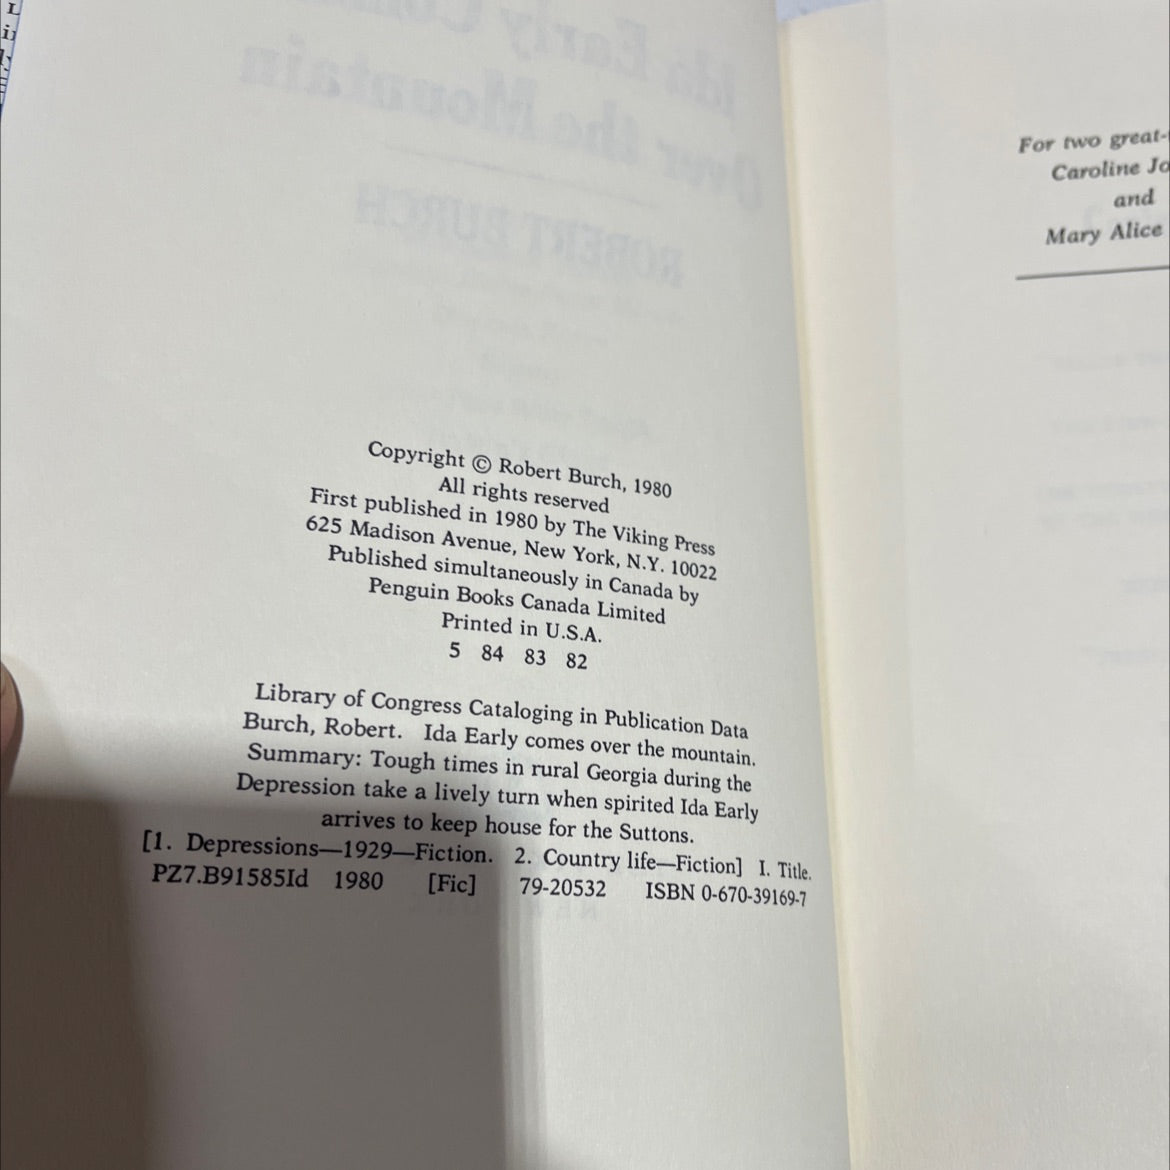 Copyright © Robert Burch, 1980
All rights reserved
First published in 1980 by The Viking Press
625 Madison Avenue, New York, N.Y. 10022
Published simultaneously in Canada by
Penguin Books Canada Limited
Printed in U.S.A.
5 84 83 82
Library of Congress Cataloging in Publication Data
Burch, Robert. Ida Early comes over the mountain.
Summary: Tough times in rural Georgia during the
Depression take a lively turn when spirited Ida Early
arrives to keep house for the Suttons.
[1. Depressions—1929—Fiction. 2. Country life—Fiction] I. Title.
PZ7.B91585Id 1980 [Fic] 79-20532 ISBN 0-670-39169-7
For two great-
Caroline Jo
and
Mary Alice